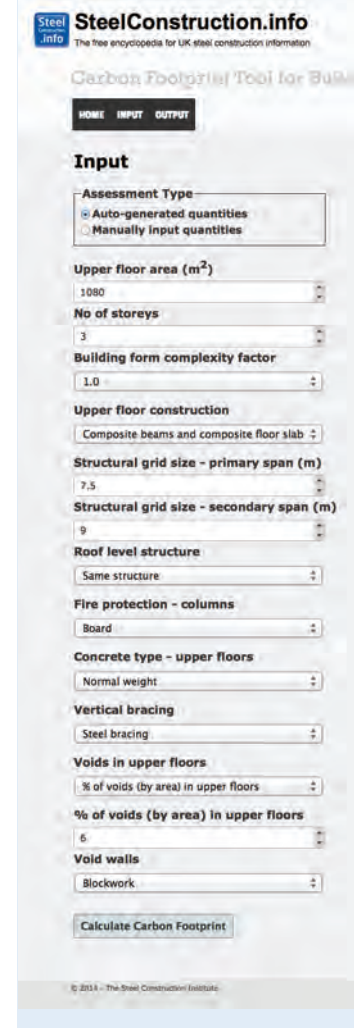 Steel
Construction
.info
SteelConstruction.info
The free encyclopedia for UK steel construction information
Carbon Footprint Tool for Buil
HOME INPUT OUTPUT
Input
Assessment Type
Auto-generated quantities
Manually input quantities
Upper floor area (m²)
1080
No of storeys
3
Building form complexity factor
1.0
Upper floor construction
Composite beams and composite floor slab
Structural grid size - primary span (m)
7.5
Structural grid size - secondary span (m)
9
Roof level structure
Same structure
Fire protection - columns
Board
Concrete type - upper floors
Normal weight
Vertical bracing
Steel bracing
Voids in upper floors
% of voids (by area) in upper floors
% of voids (by area) in upper floors
6
Void walls
Blockwork
Calculate Carbon Footprint
© 2014 - The Steel Construction Institute